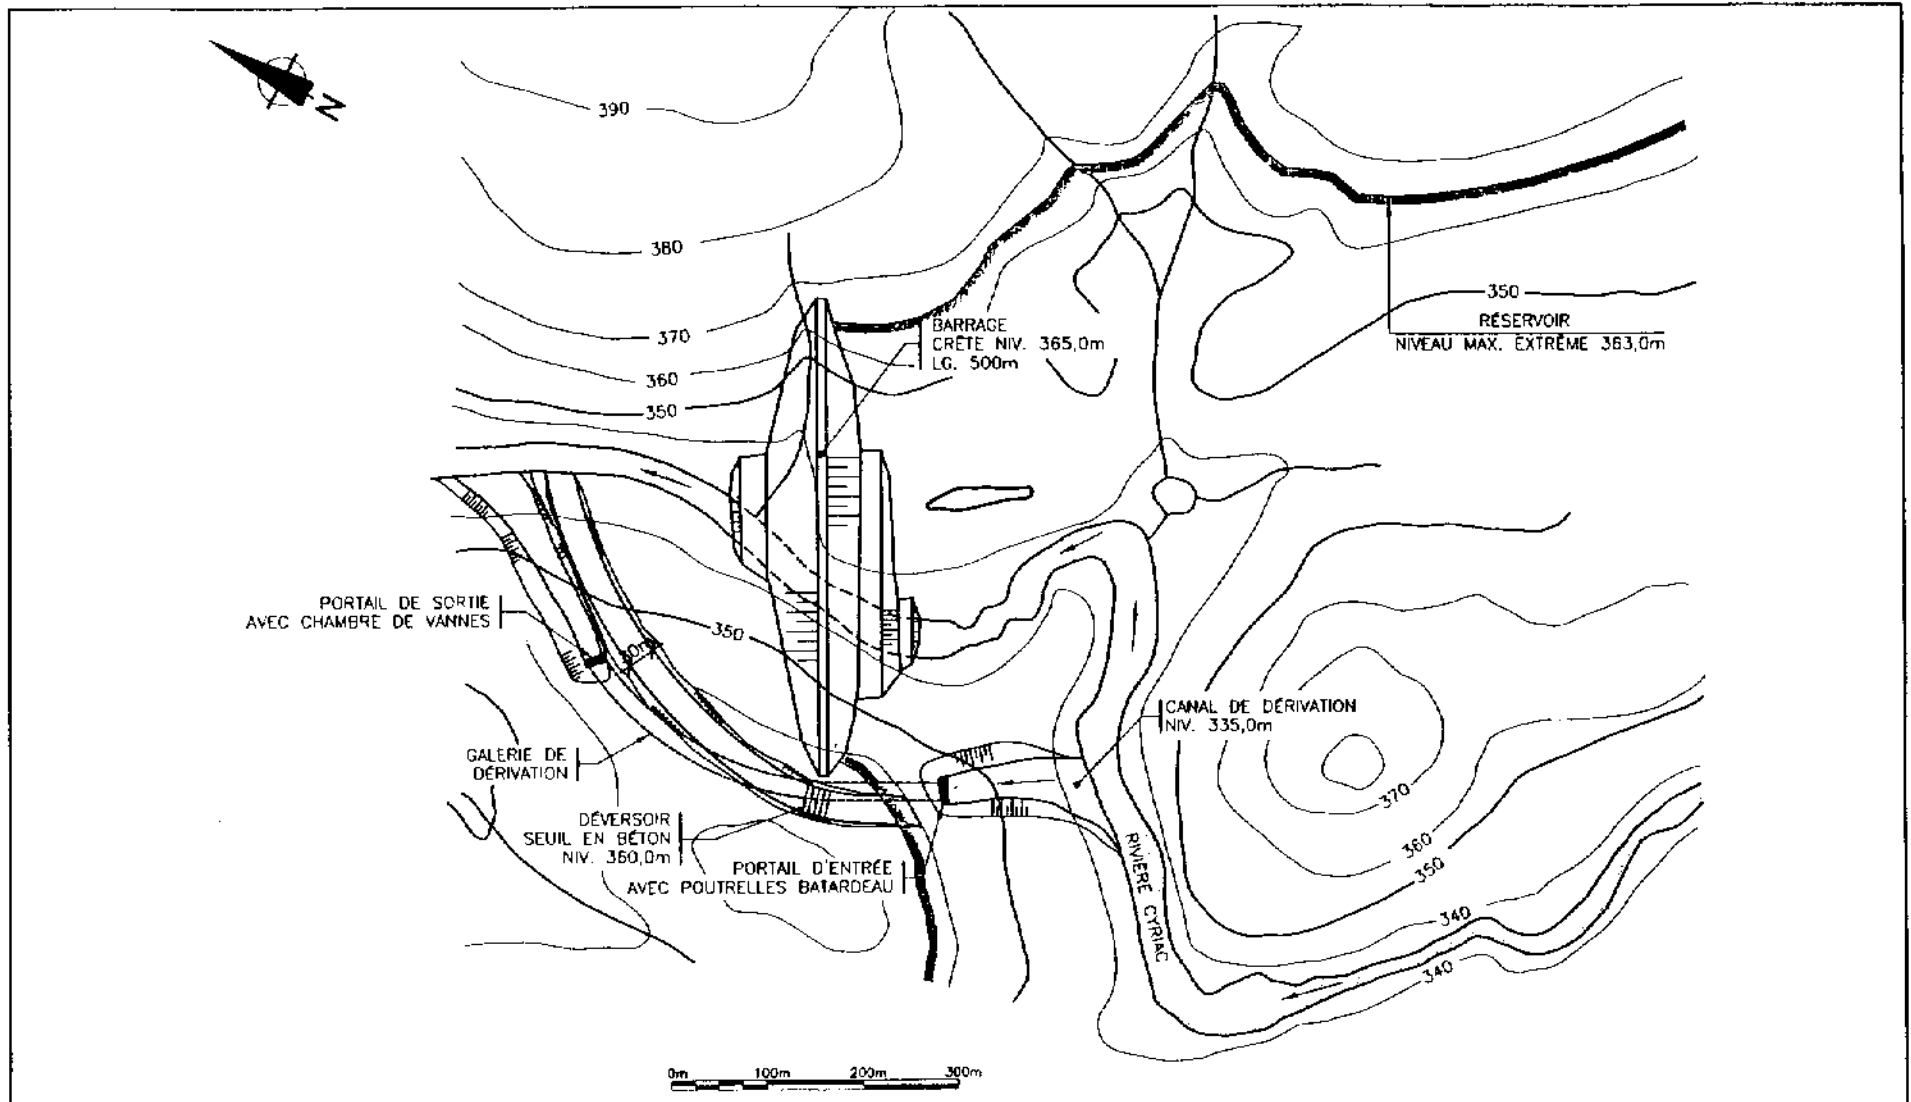 N
390
380
370
360
350
BARRAGE
CRÊTE NIV. 365,0m
LG. 500m
350
RÉSERVOIR
NIVEAU MAX. EXTRÊME 363,0m
PORTAIL DE SORTIE
AVEC CHAMBRE DE VANNES
350
CANAL DE DÉRIVATION
NIV. 335,0m
GALERIE DE
DÉRIVATION
DÉVERSOIR
SEUIL EN BÉTON
NIV. 360,0m
PORTAIL D'ENTRÉE
AVEC POUTRELLES BATARDEAU
RIVIÈRE CYRIAC
370
360
350
340
340
0m 100m 200m 300m